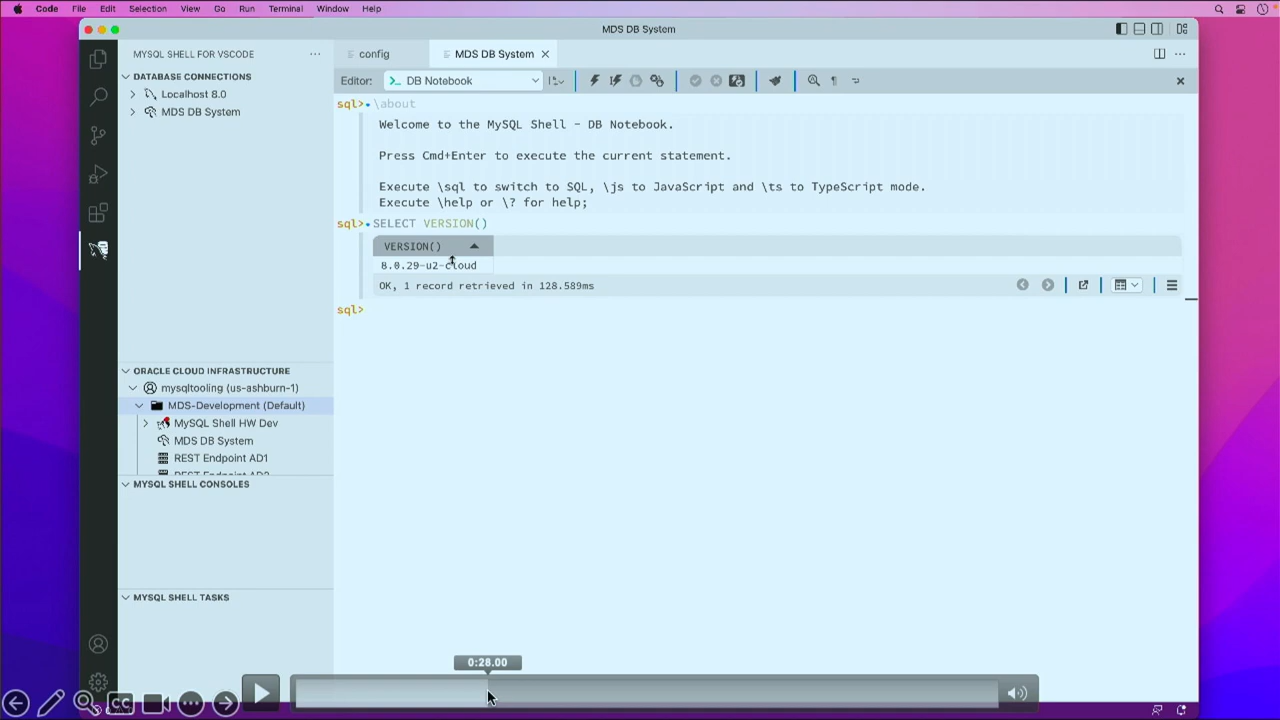 Code File Edit Selection View Go Run Terminal Window Help
MDS DB System
MYSQL SHELL FOR VSCODE
config
MDS DB System
DATABASE CONNECTIONS
Localhost 8.0
MDS DB System
Editor:
DB Notebook
sql> \about
Welcome to the MySQL Shell - DB Notebook.
Press Cmd+Enter to execute the current statement.
Execute \sql to switch to SQL, \js to JavaScript and \ts to TypeScript mode.
Execute \help or \? for help;
sql> SELECT VERSION()
VERSION()
8.0.29-u2-cloud
OK, 1 record retrieved in 128.589ms
sql>
ORACLE CLOUD INFRASTRUCTURE
mysqltooling (us-ashburn-1)
MDS-Development (Default)
MySQL Shell HW Dev
MDS DB System
REST Endpoint AD1
REST Endpoint AD2
MYSQL SHELL CONSOLES
MYSQL SHELL TASKS
0:28.00
CC